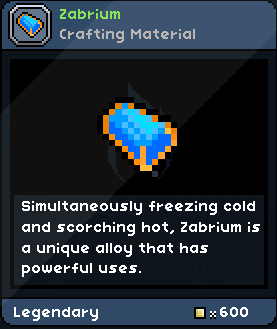 Zabrium
Crafting Material
Simultaneously freezing cold
and scorching hot, Zabrium is
a unique alloy that has
powerful uses.
Legendary
x600